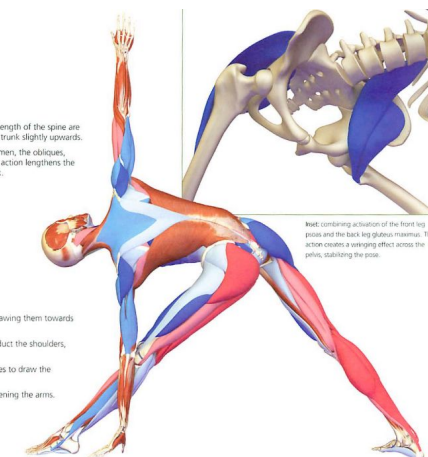 ength of the spine are
trunk slightly upwards.
men, the obliques,
action lengthens the
k.
Inset: combining activation of the front leg
psoas and the back leg gluteus maximus. T
action creates a wringing effect across the
pelvis, stabilizing the pose.
awing them towards
duct the shoulders,
es to draw the
ening the arms.